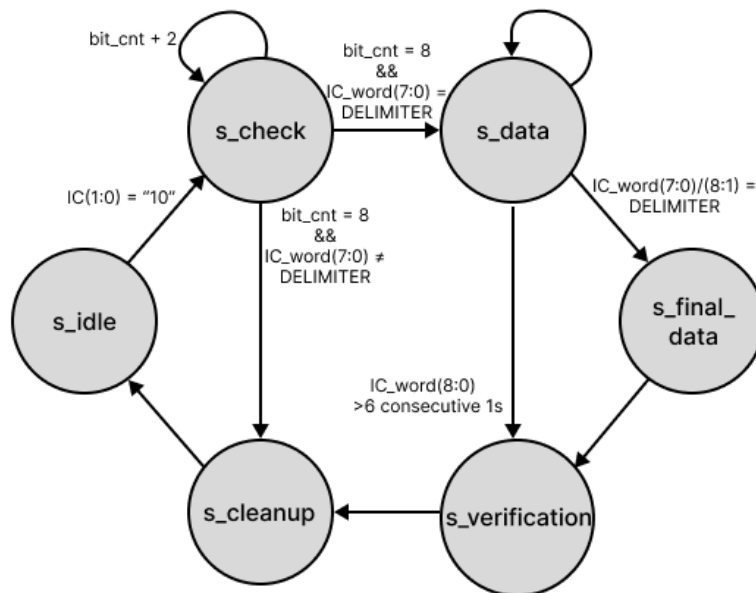 bit_cnt + 2
bit_cnt = 8
&&
IC_word(7:0) =
DELIMITER
s_check
s_data
IC(1:0) = “10”
IC_word(7:0)/(8:1) =
DELIMITER
bit_cnt = 8
&&
IC_word(7:0) ≠
DELIMITER
s_idle
s_final_
data
IC_word(8:0)
>6 consecutive 1s
s_cleanup
s_verification